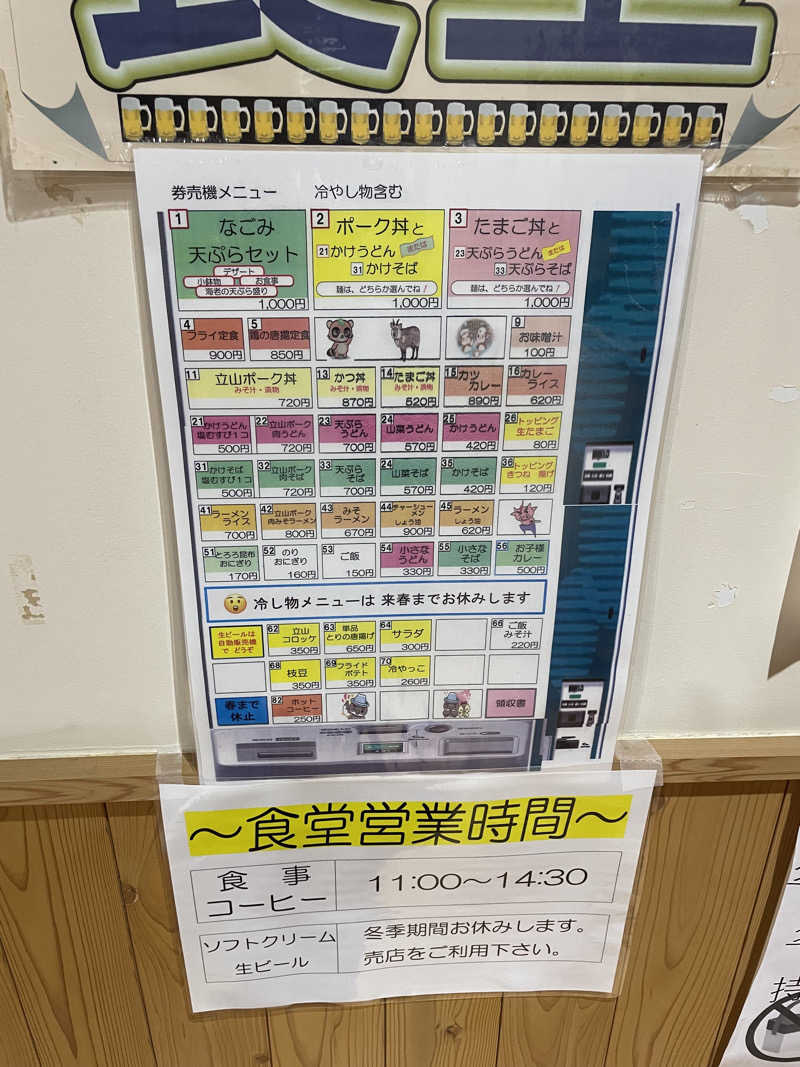 券売機メニュー　冷やし物含む
1
なごみ
天ぷらセット
デザート
小鉢物 お食事
海老の天ぷら盛り
1,000円
2
ポーク丼と
21 かけうどん または
31 かけそば
麺は、どちらか選んでね！
1,000円
3
たまご丼と
23 天ぷらうどん または
33 天ぷらそば
麺は、どちらか選んでね！
1,000円
4
フライ定食
900円
5
鶏の唐揚定食
850円
9
お味噌汁
100円
11
立山ポーク丼
みそ汁・漬物
720円
13
かつ丼
みそ汁・漬物
870円
14
たまご丼
みそ汁・漬物
520円
15
カツ
カレー
890円
16
カレー
ライス
620円
21
かけうどん
塩むすび１コ
500円
22
立山ポーク
肉うどん
720円
23
天ぷら
うどん
700円
24
山菜うどん
570円
25
かけうどん
420円
26
トッピング
生たまご
80円
31
かけそば
塩むすび１コ
500円
32
立山ポーク
肉そば
720円
33
天ぷら
そば
700円
24
山菜そば
570円
35
かけそば
420円
36
トッピング
きつね 揚げ
120円
41
ラーメン
ライス
700円
42
立山ポーク
肉みそラーメン
800円
43
みそ
ラーメン
670円
44
チャーシュー
メン
しょう油
900円
45
ラーメン
しょう油
620円
51
とろろ昆布
おにぎり
170円
52
のり
おにぎり
160円
53
ご飯
150円
54
小さな
うどん
330円
55
小さな
そば
330円
56
お子様
カレー
500円
冷し物メニューは 来春までお休みします
生ビールは
自動販売機
で どうぞ
62
立山
コロッケ
350円
63
単品
とりの唐揚げ
650円
64
サラダ
300円
66
ご飯
みそ汁
220円
68
枝豆
350円
69
フライド
ポテト
350円
70
冷やっこ
260円
春まで
休止
82
ホット
コーヒー
250円
領収書
～食堂営業時間～
食　事
コーヒー
11:00～14:30
ソフトクリーム
生ビール
冬季期間お休みします。
売店をご利用下さい。
持